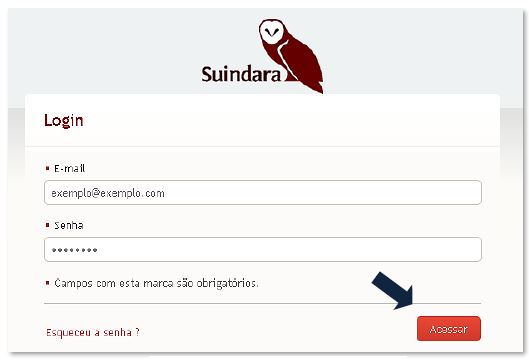 Suindara
Login
E-mail
exemplo@exemplo.com
Senha
••••••••
Campos com esta marca são obrigatórios.
Esqueceu a senha ?
Acessar